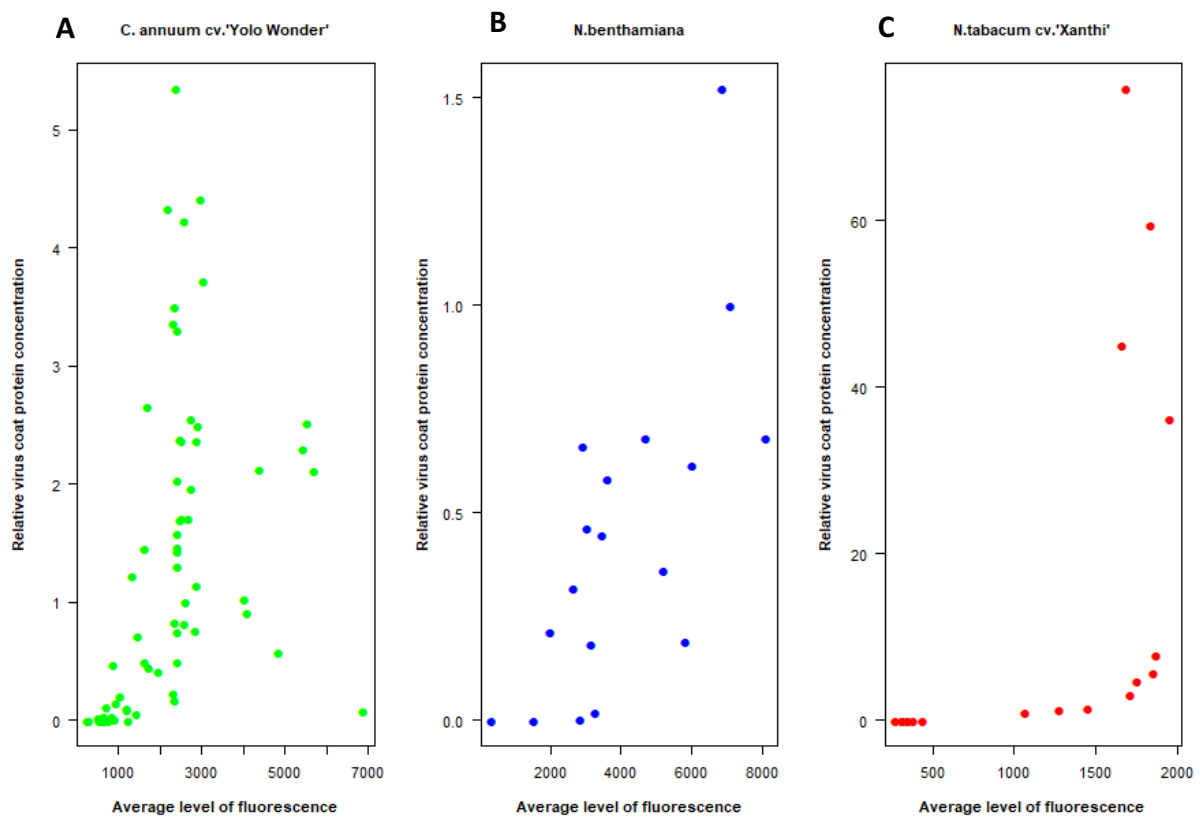 A
C. annuum cv.'Yolo Wonder'
Relative virus coat protein concentration
5
4
3
2
1
0
1000 3000 5000 7000
Average level of fluorescence
B
N.benthamiana
Relative virus coat protein concentration
1.5
1.0
0.5
0.0
2000 4000 6000 8000
Average level of fluorescence
C
N.tabacum cv.'Xanthi'
Relative virus coat protein concentration
60
40
20
0
500 1000 1500 2000
Average level of fluorescence